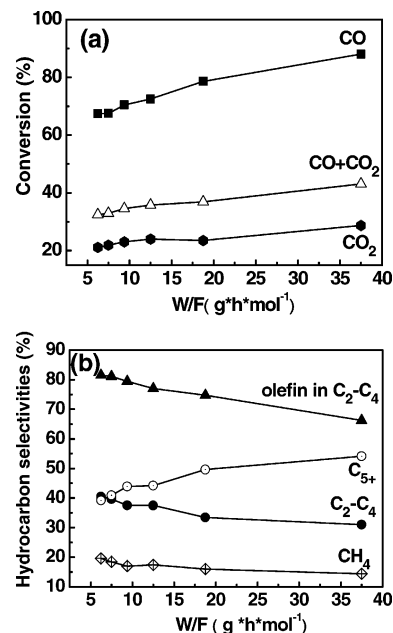 (a)
CO
CO+CO₂
CO₂
Conversion (%)
100
80
60
40
20
5 10 15 20 25 30 35 40
W/F( g*h*mol⁻¹)
(b)
olefin in C₂-C₄
C₅₊
C₂-C₄
CH₄
Hydrocarbon selectivities (%)
90
80
70
60
50
40
30
20
10
5 10 15 20 25 30 35 40
W/F( g *h*mol⁻¹)